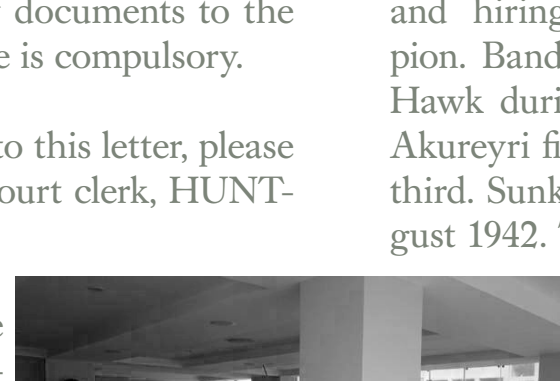 documents to the
e is compulsory.
to this letter, please
ourt clerk, HUNT-
e
-
and hiring
pion. Band
Hawk duri
Akureyri fi
third. Sunk
gust 1942.